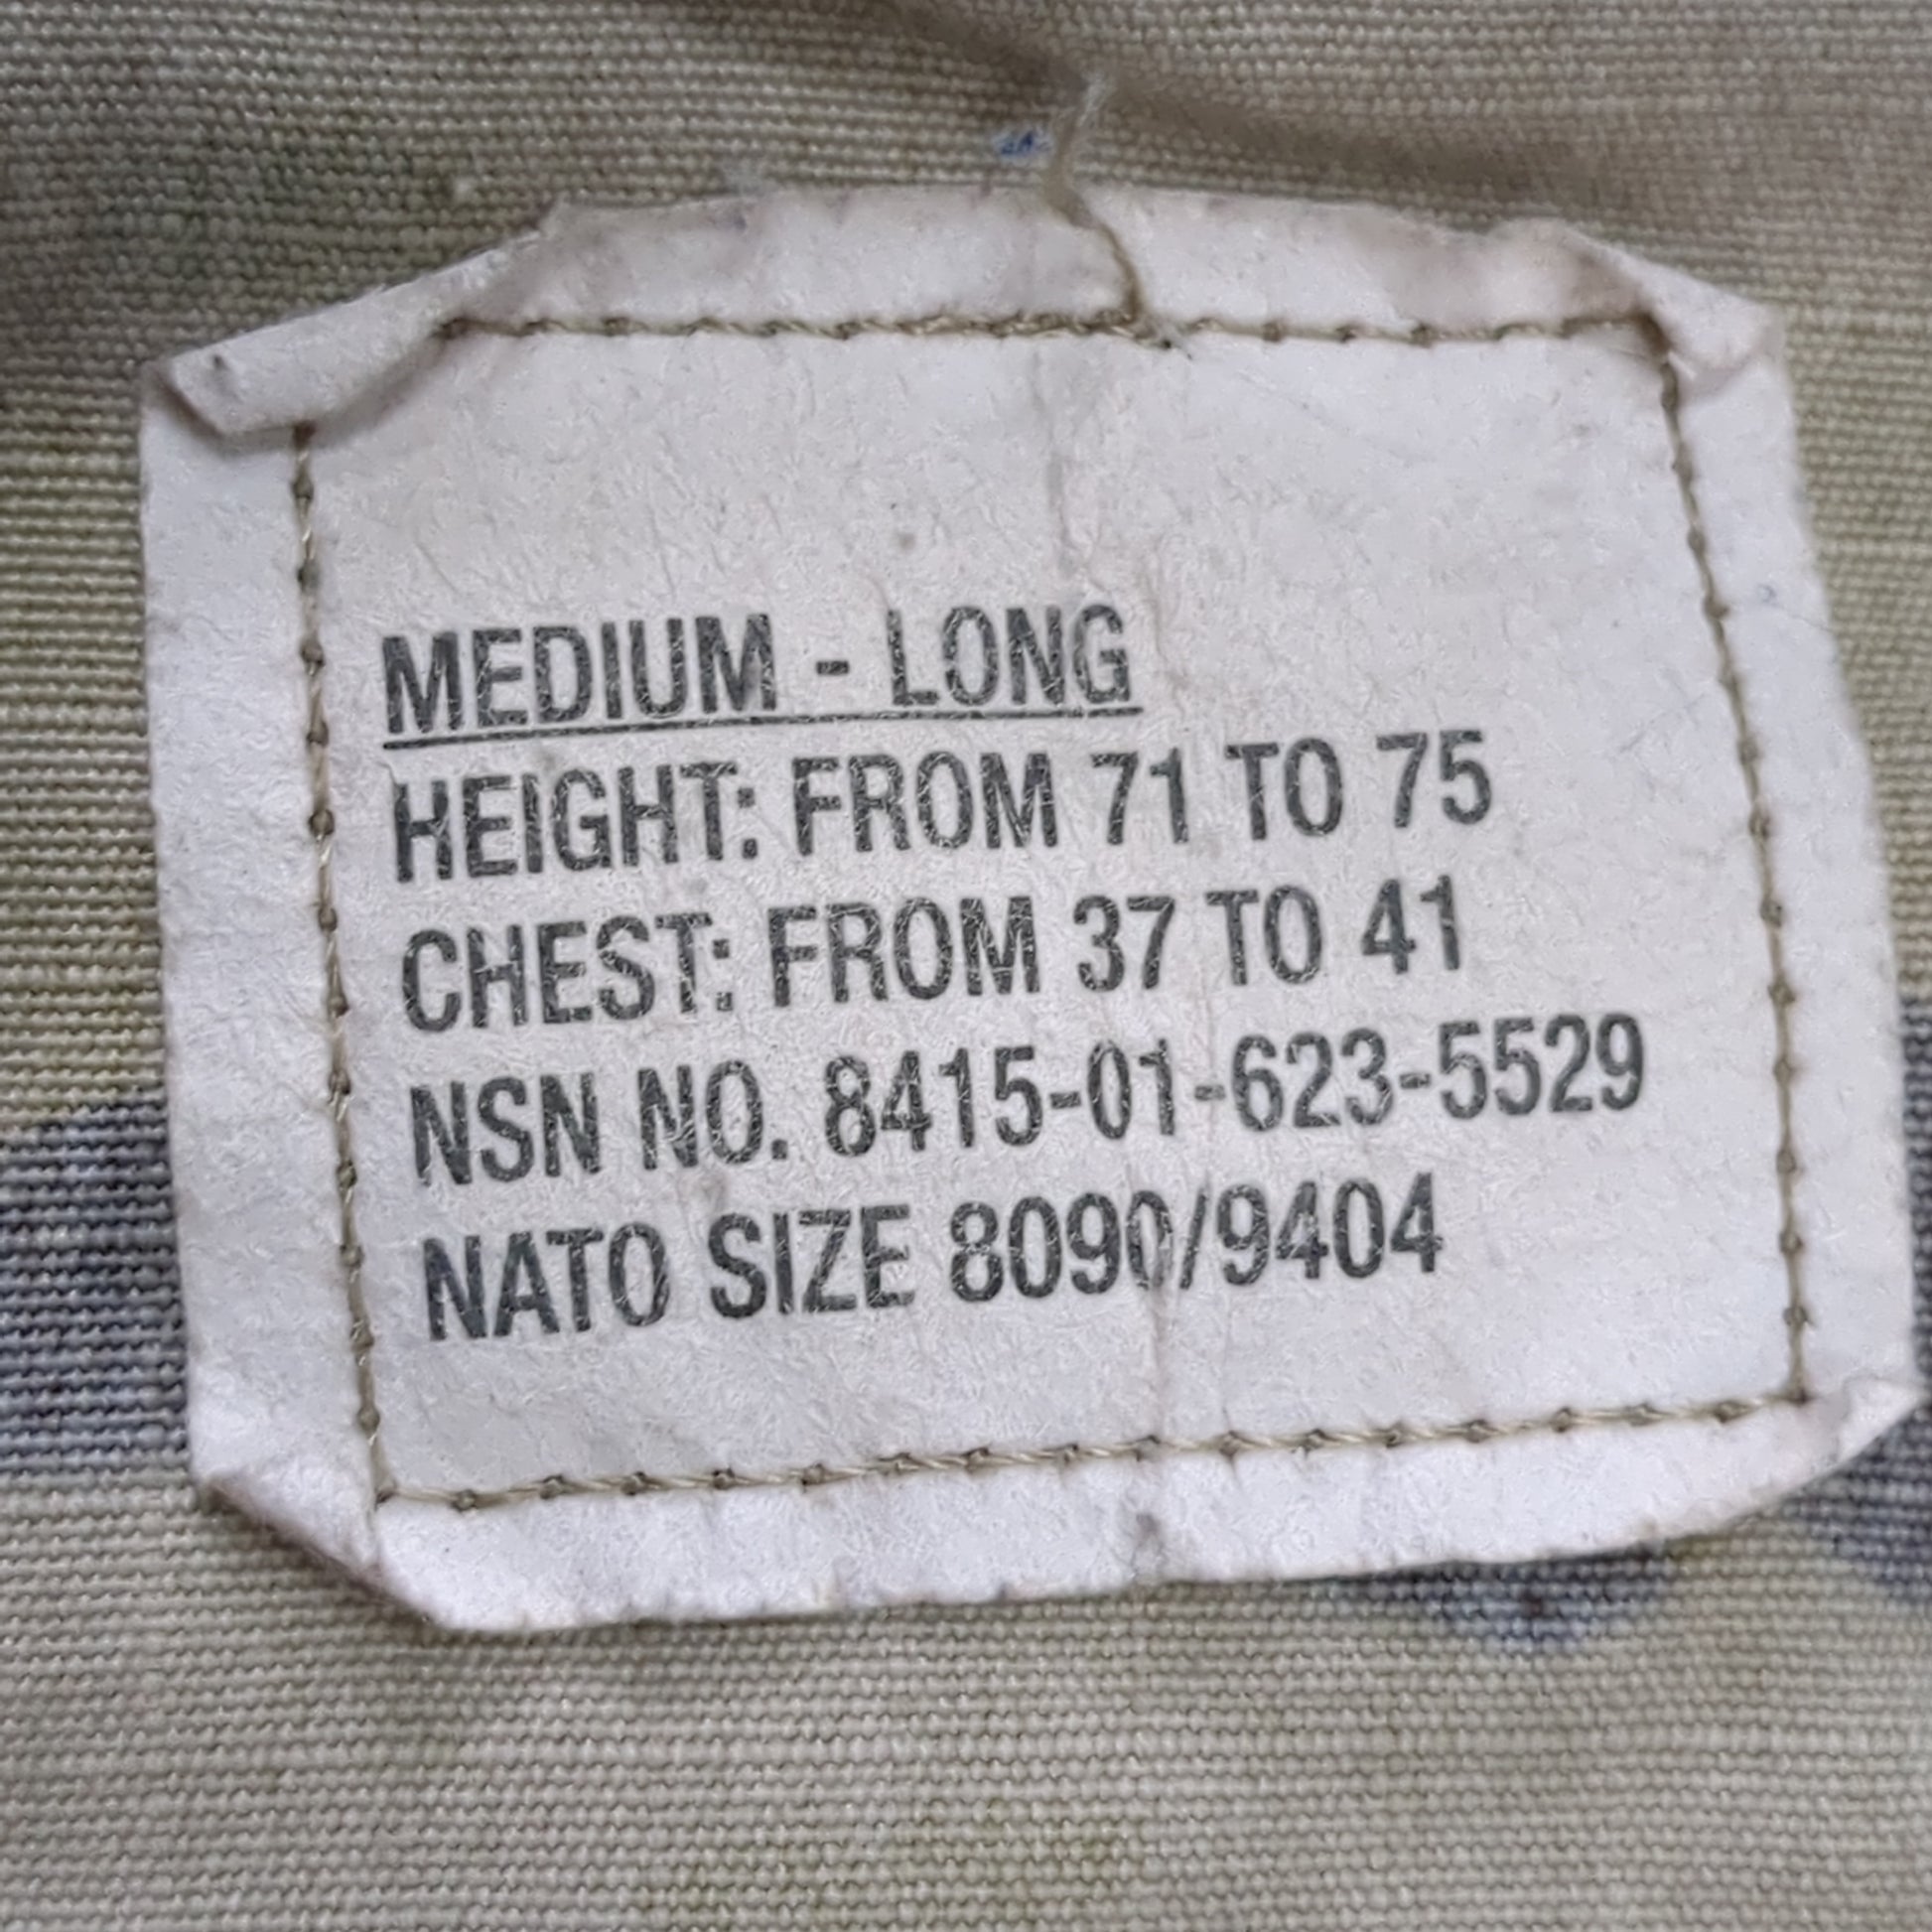 MEDIUM - LONG
HEIGHT: FROM 71 TO 75
CHEST: FROM 37 TO 41
NSN NO. 8415-01-623-5529
NATO SIZE 8090/9404